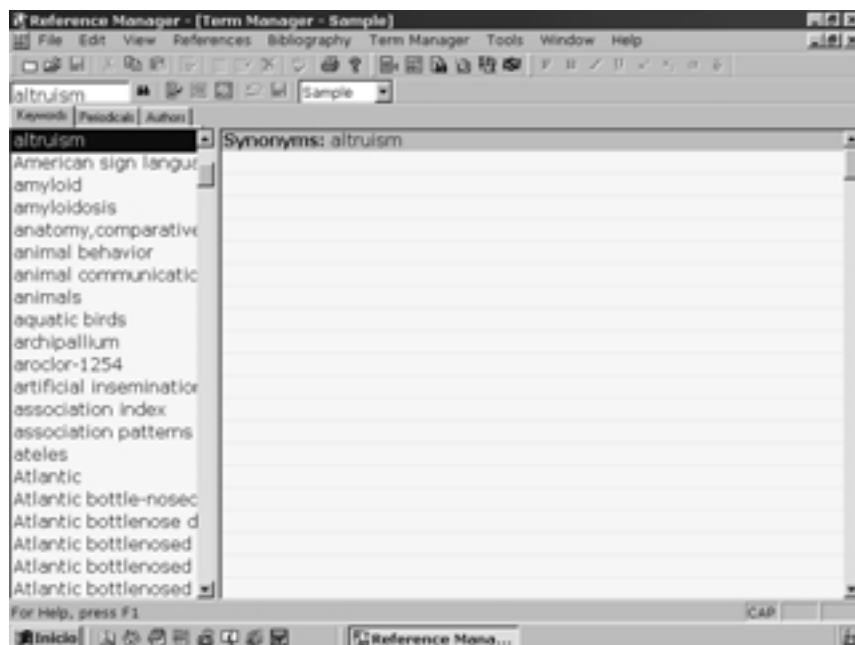 Reference Manager - [Term Manager - Sample]
File Edit View References Bibliography Term Manager Tools Window Help
altruism Sample
Keywords Periodicals Authors
altruism
American sign langua
amyloid
amyloidosis
anatomy,comparative
animal behavior
animal communicatic
animals
aquatic birds
archipallium
aroclor-1254
artificial insemination
association index
association patterns
ateles
Atlantic
Atlantic bottle-nosec
Atlantic bottlenose d
Atlantic bottlenosed
Atlantic bottlenosed
Atlantic bottlenosed
Synonyms: altruism
For Help, press F1 CAP
Inicio Reference Mana...